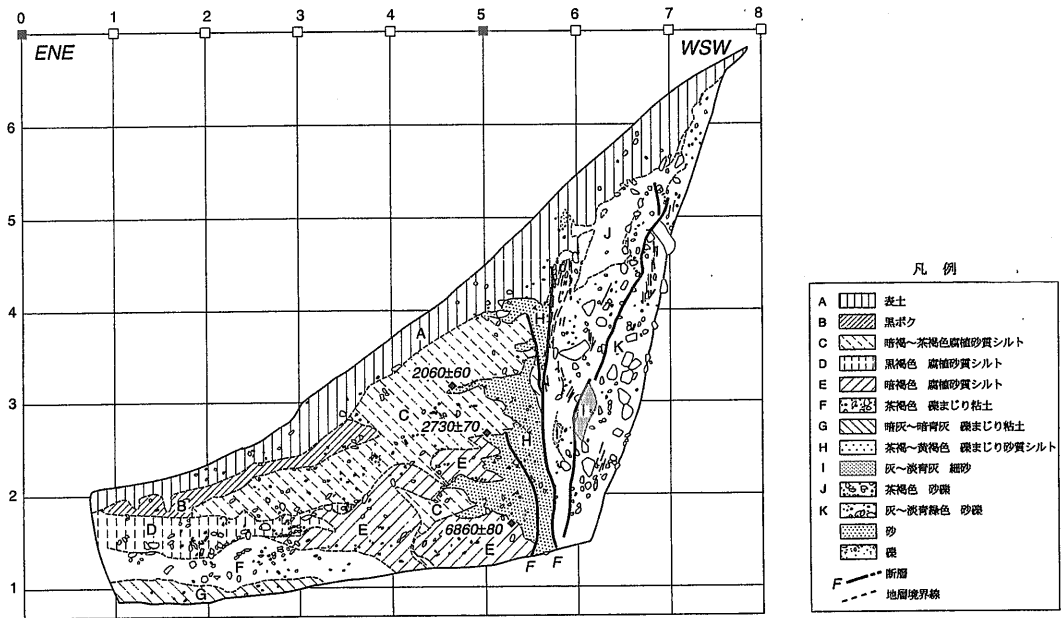 0 1 2 3 4 5 6 7 8
ENE
WSW
6
5
4
3
2
1
A
B
C
C
D
D
E
E
E
F
G
H
H
I
J
K
2060±60
2730±70
6860±80
F F
凡例
A 表土
B 黒ボク
C 暗褐～茶褐色腐植砂質シルト
D 黒褐色 腐植砂質シルト
E 暗褐色 腐植砂質シルト
F 茶褐色 礫まじり粘土
G 暗灰～暗青灰 礫まじり粘土
H 茶褐～黄褐色 礫まじり砂質シルト
I 灰～淡青灰 細砂
J 茶褐色 砂礫
K 灰～淡青緑色 砂礫
砂
礫
F 断層
地層境界線